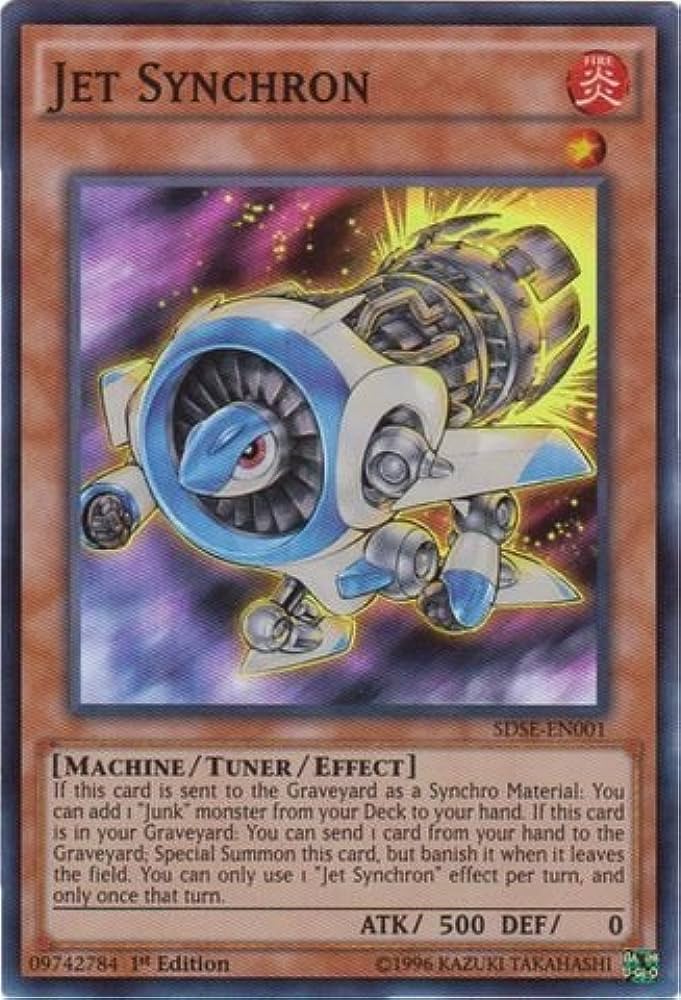 JET SYNCHRON
FIRE
炎
SDSE-EN001
[MACHINE/TUNER/EFFECT]
If this card is sent to the Graveyard as a Synchro Material: You
can add 1 "Junk" monster from your Deck to your hand. If this card
is in your Graveyard: You can send 1 card from your hand to the
Graveyard; Special Summon this card, but banish it when it leaves
the field. You can only use 1 "Jet Synchron" effect per turn, and
only once that turn.
ATK/ 500 DEF/ 0
09742784 1st Edition ©1996 KAZUKI TAKAHASHI